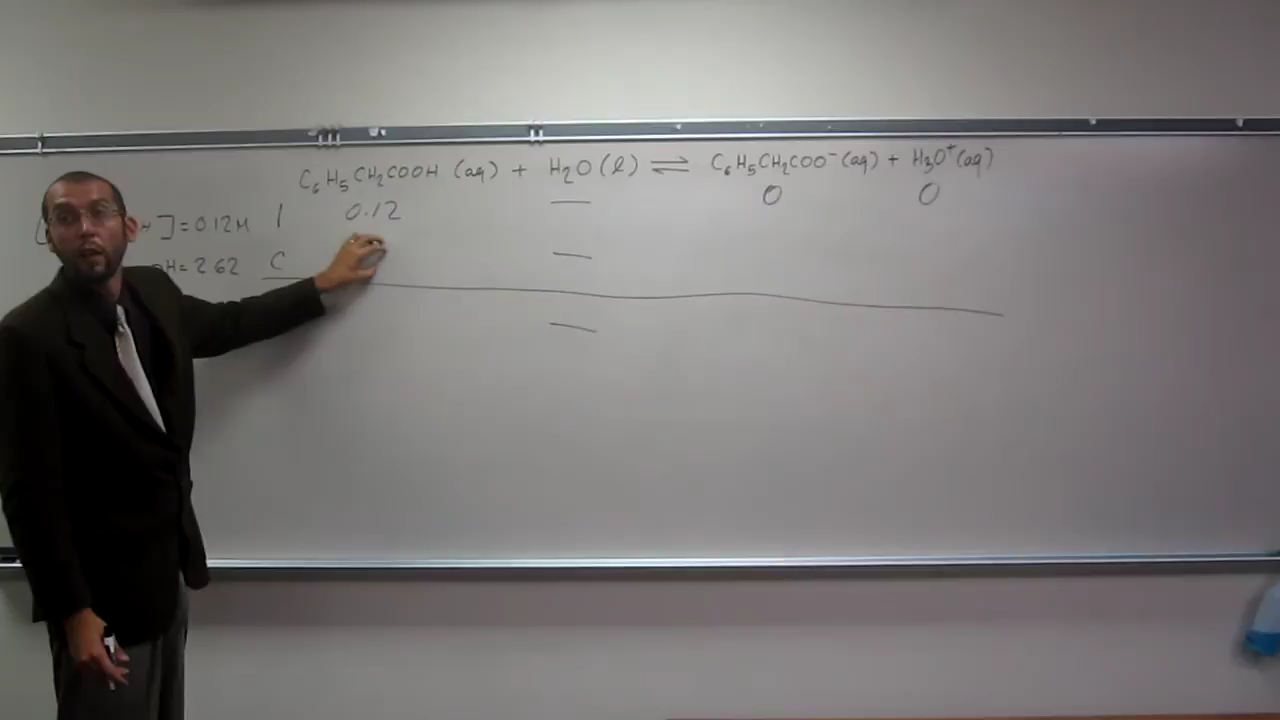 C₆H₅CH₂COOH (aq) + H₂O(l) ⇌ C₆H₅CH₂COO⁻(aq) + H₃O⁺(aq)
] = 0.12M I 0.12 — 0 0
H = 2.62 C —
—